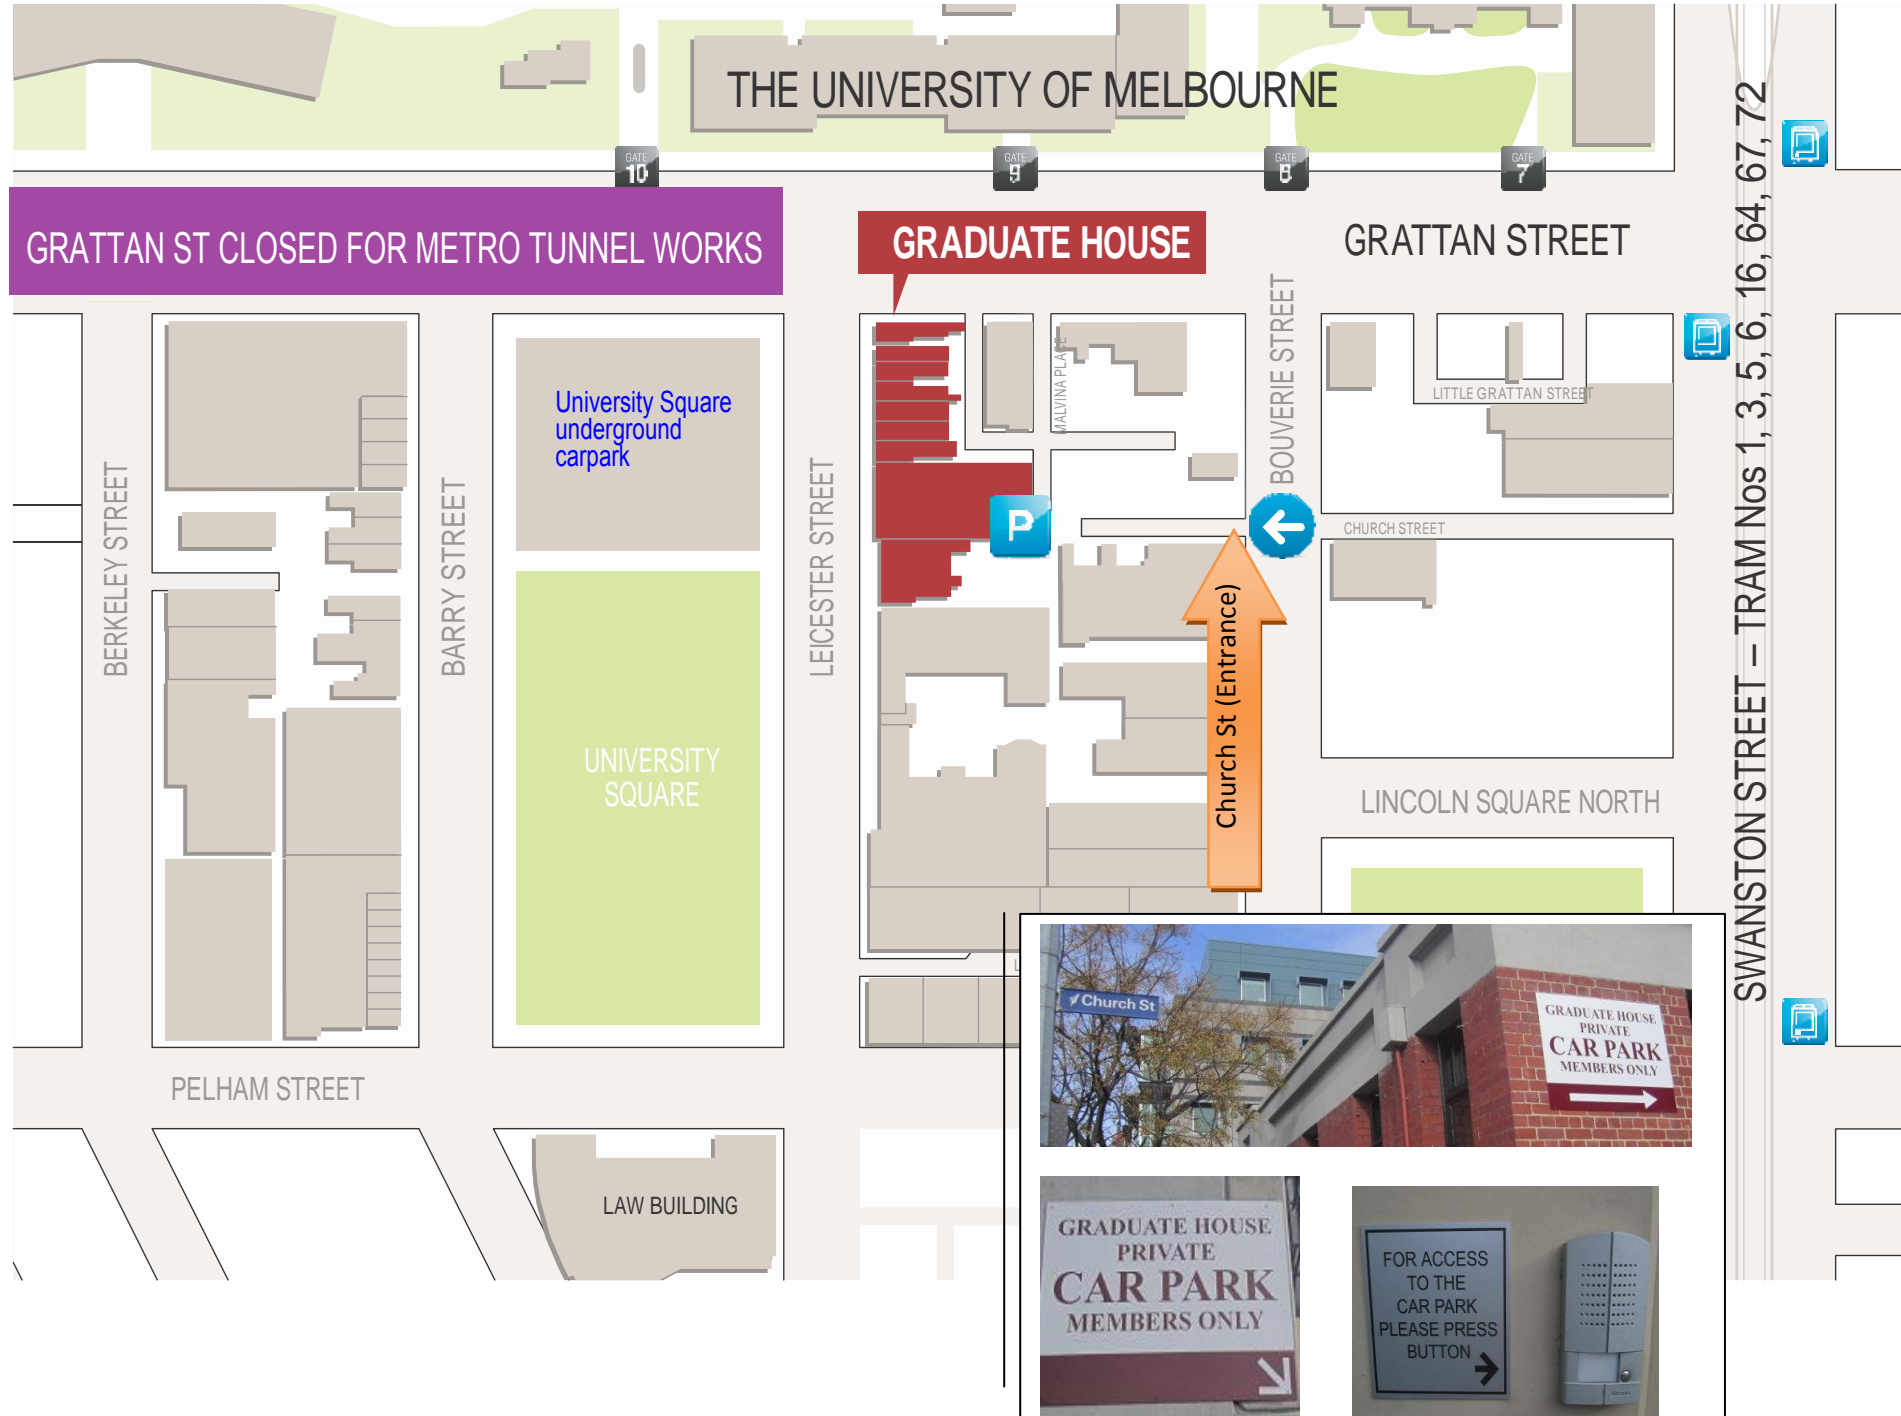 THE UNIVERSITY OF MELBOURNE
GATE
10
GATE
9
GATE
8
GATE
7
GRATTAN ST CLOSED FOR METRO TUNNEL WORKS
GRADUATE HOUSE
GRATTAN STREET
SWANSTON STREET – TRAM Nos 1, 3, 5, 6, 16, 64, 67, 72
BOUVERIE STREET
MALVINA PLACE
LITTLE GRATTAN STREET
University Square
underground
carpark
BERKELEY STREET
BARRY STREET
LEICESTER STREET
P
CHURCH STREET
Church St (Entrance)
UNIVERSITY
SQUARE
LINCOLN SQUARE NORTH
L
PELHAM STREET
LAW BUILDING
Church St
GRADUATE HOUSE
PRIVATE
CAR PARK
MEMBERS ONLY
GRADUATE HOUSE
PRIVATE
CAR PARK
MEMBERS ONLY
FOR ACCESS
TO THE
CAR PARK
PLEASE PRESS
BUTTON